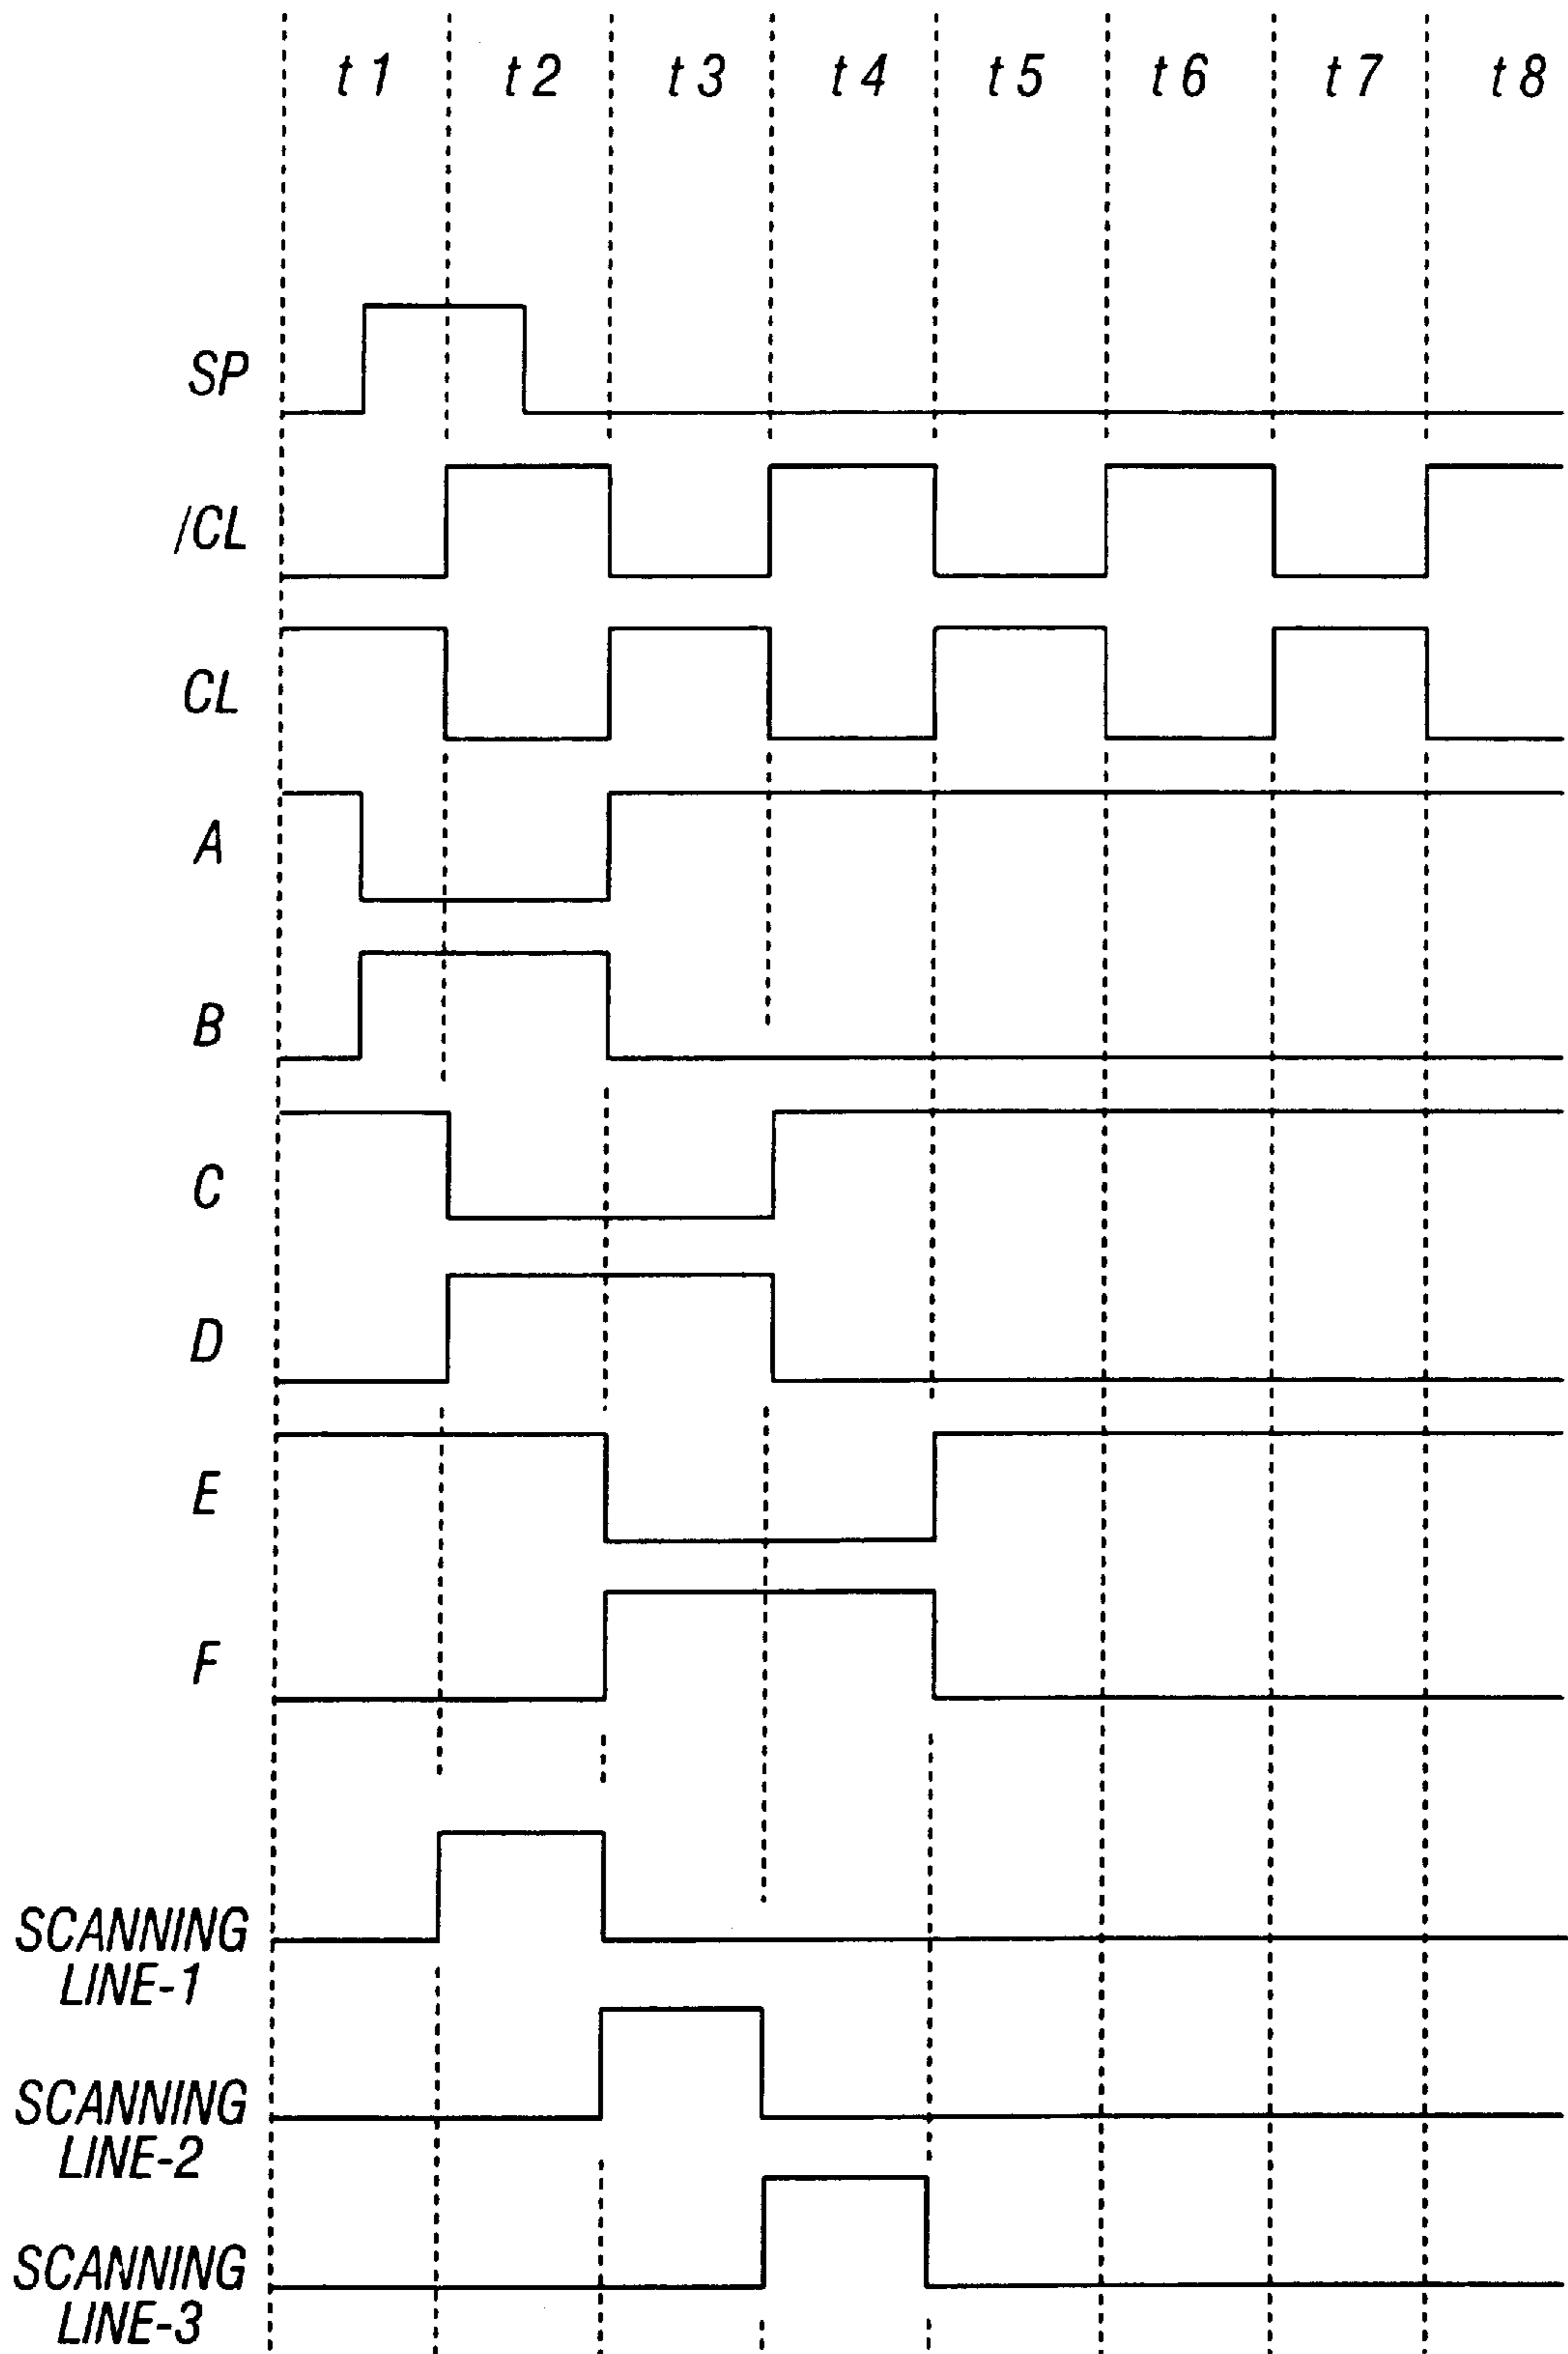 t1 t2 t3 t4 t5 t6 t7 t8
SP
/CL
CL
A
B
C
D
E
F
SCANNING
LINE-1
SCANNING
LINE-2
SCANNING
LINE-3